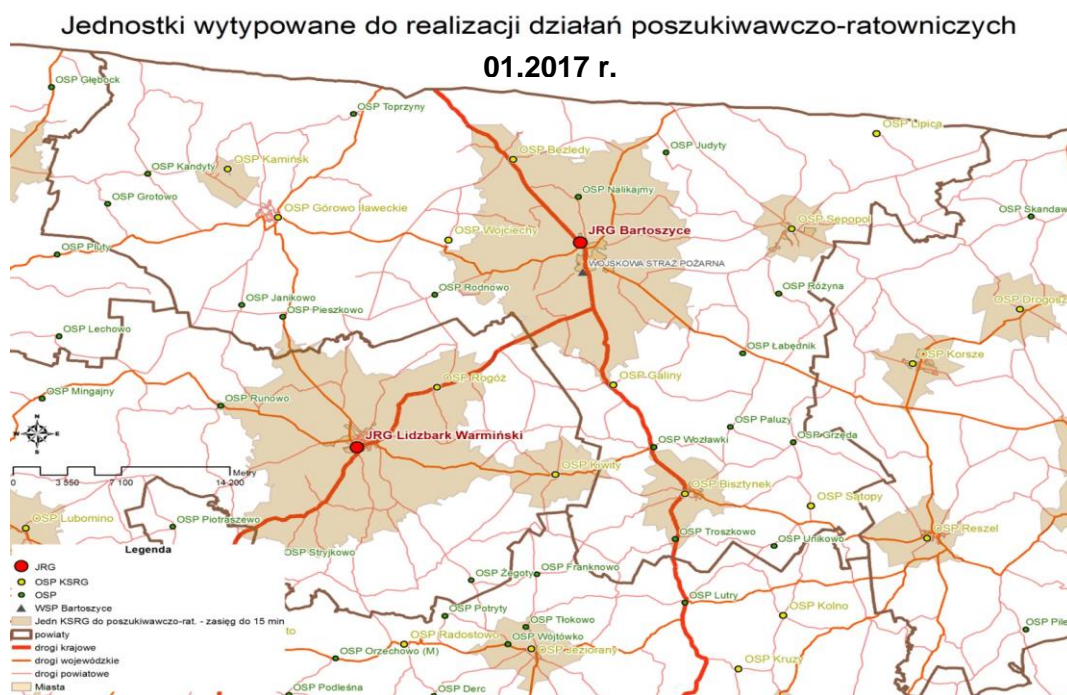 Jednostki wytypowane do realizacji działań poszukiwawczo-ratowniczych
01.2017 r.
OSP Głębock
OSP Toprzyny
OSP Lipica
OSP Bezledy
OSP Judyty
OSP Kamińsk
OSP Kandyty
OSP Nalikajmy
OSP Grotowo
OSP Górowo Iławeckie
OSP Skandaw
OSP Sępopol
JRG Bartoszyce
OSP Wojciechy
OSP Pluty
WOJSKOWA STRAŻ POŻARNA
OSP Rodnowo
OSP Różyna
OSP Janikowo
OSP Drogosz
OSP Pieszkowo
OSP Lechowo
OSP Łabędnik
OSP Korsze
OSP Rogóż
OSP Galiny
OSP Mingajny
OSP Runowo
OSP Paluzy
JRG Lidzbark Warmiński
OSP Wozławki
OSP Grzęda
N
W E
S
Metry
0 3 550 7 100 14 200
OSP Kiwity
OSP Bisztynek
OSP Satopy
OSP Lubomino
OSP Piotraszewo
OSP Troszkowo
OSP Unikowo
OSP Reszel
OSP Stryjkowo
OSP Żegoty
OSP Franknowo
OSP Lutry
OSP Potryty
OSP Kolno
OSP Tłokowo
OSP Pile
to
OSP Radostowo
OSP Wójtówko
OSP Jeziorany
OSP Orzechowo (M)
OSP Kruzy
OSP Podleśna
OSP Derc
Legenda
JRG
OSP KSRG
OSP
WSP Bartoszyce
Jedn KSRG do poszukiwawczo-rat. - zasięg do 15 min
powiaty
drogi krajowe
drogi wojewódzkie
drogi powiatowe
Miasta